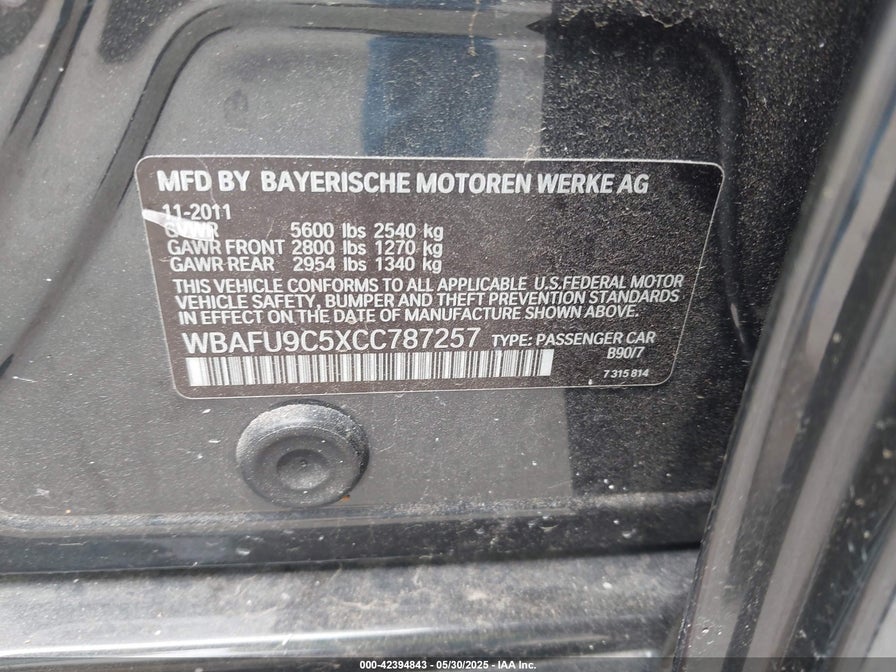 MFD BY BAYERISCHE MOTOREN WERKE AG
11-2011
GVWR 5600 lbs 2540 kg
GAWR FRONT 2800 lbs 1270 kg
GAWR REAR 2954 lbs 1340 kg
THIS VEHICLE CONFORMS TO ALL APPLICABLE U.S.FEDERAL MOTOR
VEHICLE SAFETY, BUMPER AND THEFT PREVENTION STANDARDS
IN EFFECT ON THE DATE OF MANUFACTURE SHOWN ABOVE.
WBAFU9C5XCC787257 TYPE: PASSENGER CAR
B90/7
7 315 814
000-42394843 / 05/30/2025 - IAA Inc.